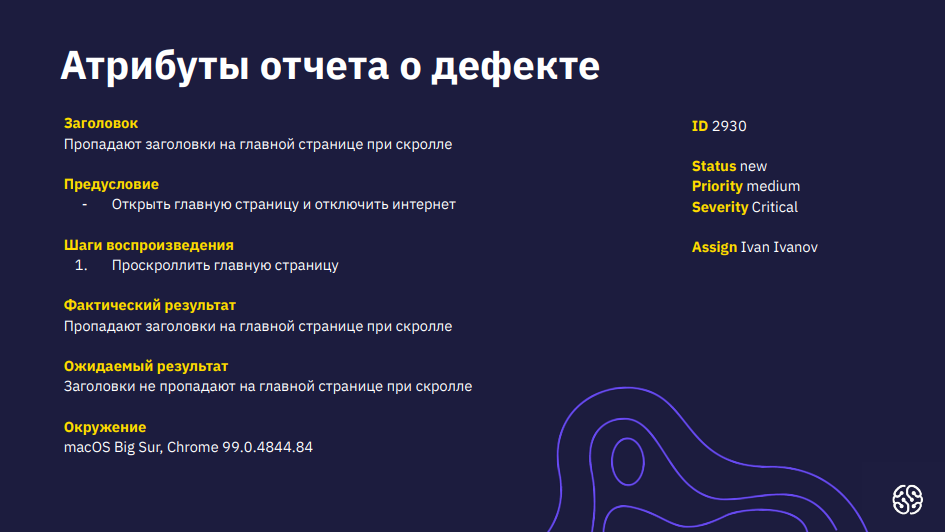 Атрибуты отчета о дефекте
Заголовок
Пропадают заголовки на главной странице при скролле
Предусловие
- Открыть главную страницу и отключить интернет
Шаги воспроизведения
1. Проскроллить главную страницу
Фактический результат
Пропадают заголовки на главной странице при скролле
Ожидаемый результат
Заголовки не пропадают на главной странице при скролле
Окружение
macOS Big Sur, Chrome 99.0.4844.84
ID 2930
Status new
Priority medium
Severity Critical
Assign Ivan Ivanov